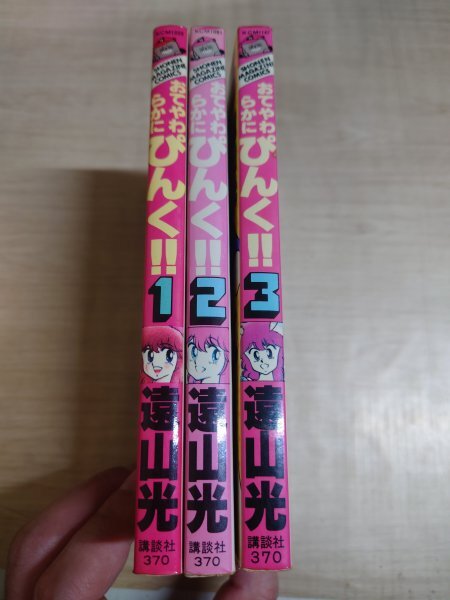 SHONEN
MAGAZINE
COMICS
おてやわらかに
ぴんく!!
1
遠山光
講談社
370
SHONEN
MAGAZINE
COMICS
おてやわらかに
ぴんく!!
2
遠山光
講談社
370
SHONEN
MAGAZINE
COMICS
おてやわらかに
ぴんく!!
3
遠山光
講談社
370